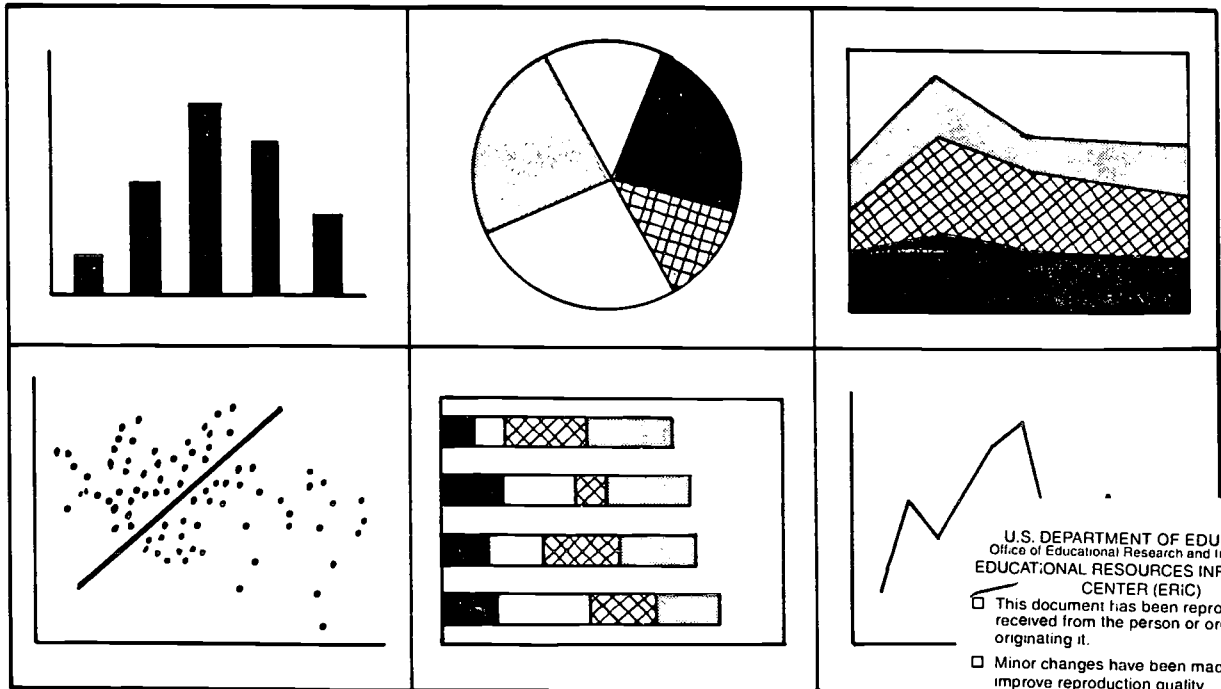 U.S. DEPARTMENT OF EDU
Office of Educational Research and I
EDUCATIONAL RESOURCES INF
CENTER (ERIC)
□ This document has been repro
received from the person or or
originating it.
□ Minor changes have been mad
improve reproduction quality